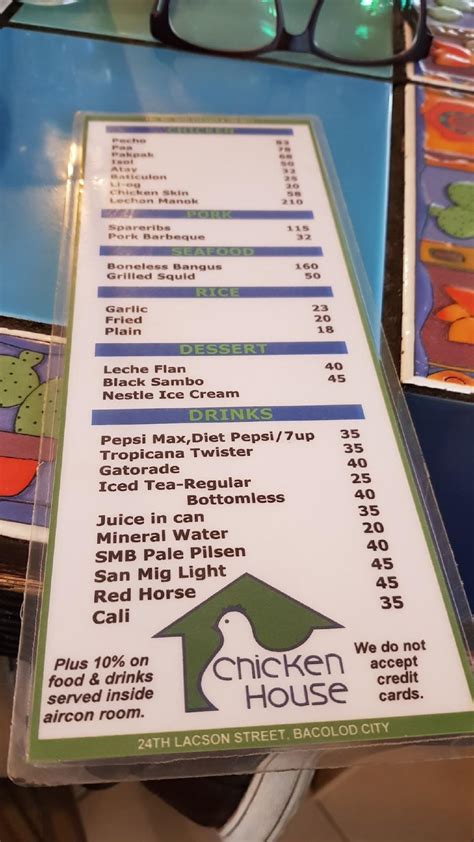 CHICKEN
Pecho 83
Paa 78
Pakpak 68
Isol 50
Atay 32
Baticulon 25
Li-og 20
Chicken Skin 58
Lechon Manok 210
PORK
Spareribs 115
Pork Barbeque 32
SEAFOOD
Boneless Bangus 160
Grilled Squid 50
RICE
Garlic 23
Fried 20
Plain 18
DESSERT
Leche Flan 40
Black Sambo 45
Nestle Ice Cream
DRINKS
Pepsi Max,Diet Pepsi/7up 35
Tropicana Twister 35
Gatorade 40
Iced Tea-Regular 25
Bottomless 40
Juice in can 35
Mineral Water 20
SMB Pale Pilsen 40
San Mig Light 45
Red Horse 45
Cali 35
Plus 10% on
food & drinks
served inside
aircon room.
Chicken
House
We do not
accept
credit
cards.
24TH LACSON STREET, BACOLOD CITY